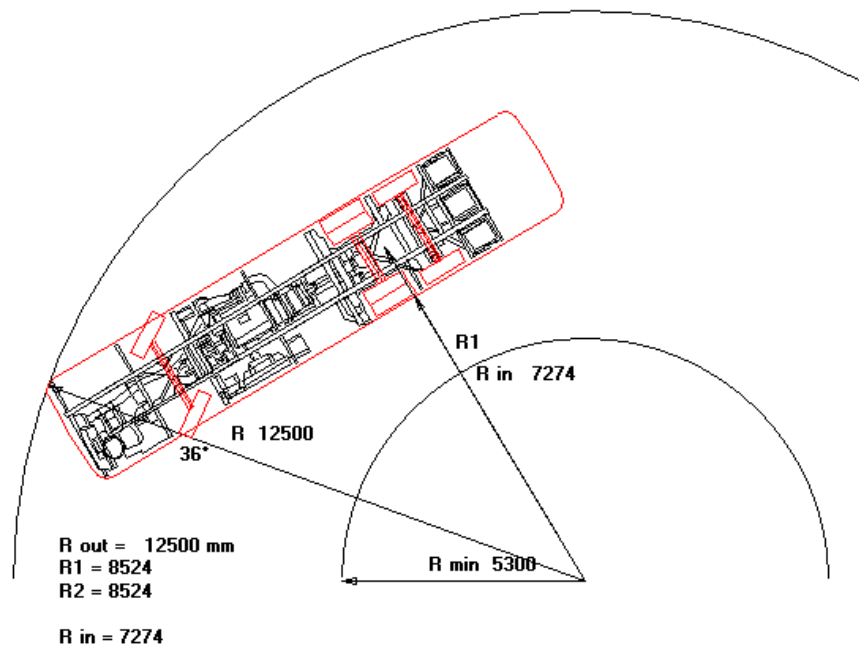 R1
R in 7274
R 12500
36°
R out = 12500 mm
R1 = 8524
R2 = 8524
R min 5300
R in = 7274